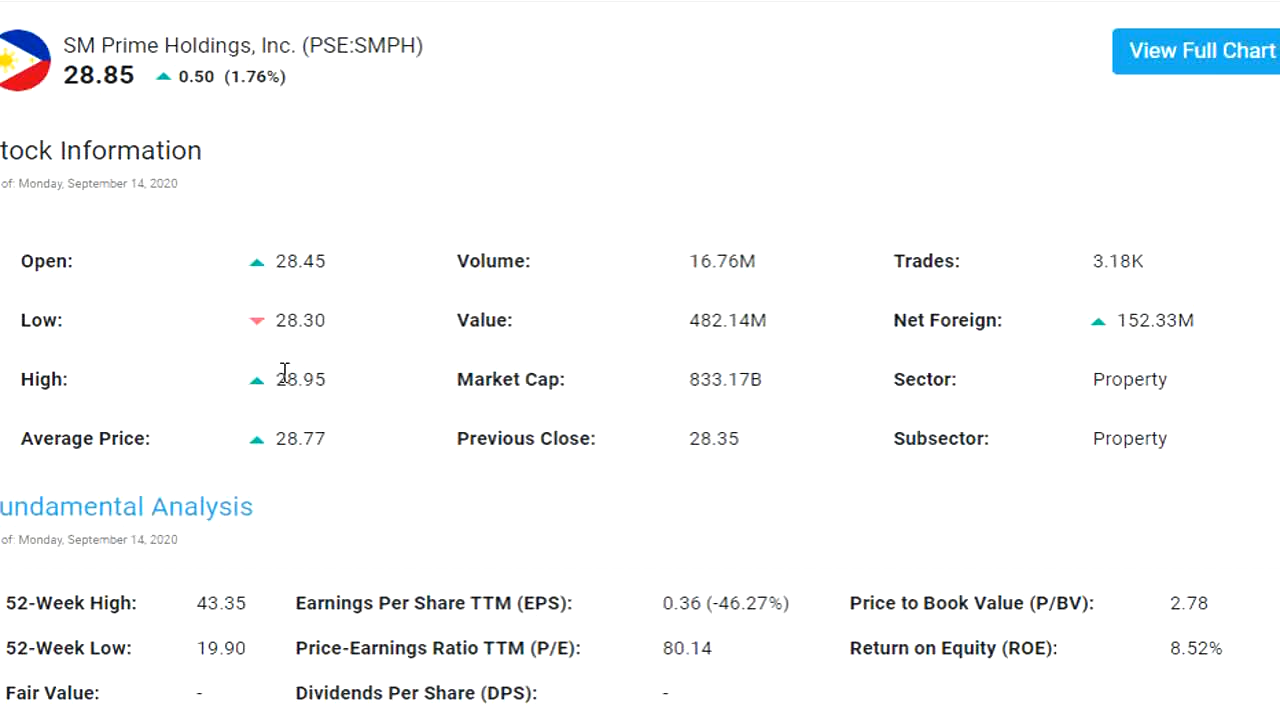 SM Prime Holdings, Inc. (PSE:SMPH)
28.85 0.50 (1.76%)
View Full Chart
tock Information
of: Monday, September 14, 2020
Open: 28.45 Volume: 16.76M Trades: 3.18K
Low: 28.30 Value: 482.14M Net Foreign: 152.33M
High: 28.95 Market Cap: 833.17B Sector: Property
Average Price: 28.77 Previous Close: 28.35 Subsector: Property
undamental Analysis
of: Monday, September 14, 2020
52-Week High: 43.35 Earnings Per Share TTM (EPS): 0.36 (-46.27%) Price to Book Value (P/BV): 2.78
52-Week Low: 19.90 Price-Earnings Ratio TTM (P/E): 80.14 Return on Equity (ROE): 8.52%
Fair Value: - Dividends Per Share (DPS): -